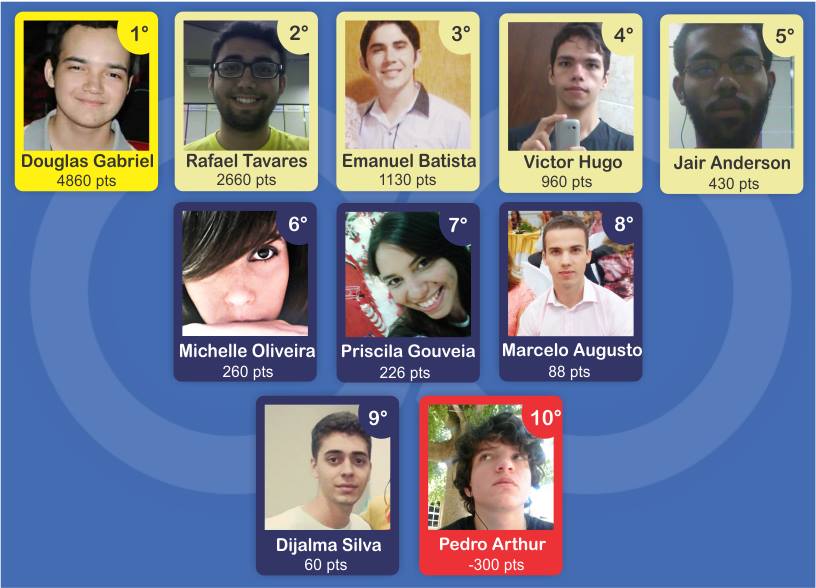 1°
Douglas Gabriel
4860 pts
2°
Rafael Tavares
2660 pts
3°
Emanuel Batista
1130 pts
4°
Victor Hugo
960 pts
5°
Jair Anderson
430 pts
6°
Michelle Oliveira
260 pts
7°
Priscila Gouveia
226 pts
8°
Marcelo Augusto
88 pts
9°
Dijalma Silva
60 pts
10°
Pedro Arthur
-300 pts